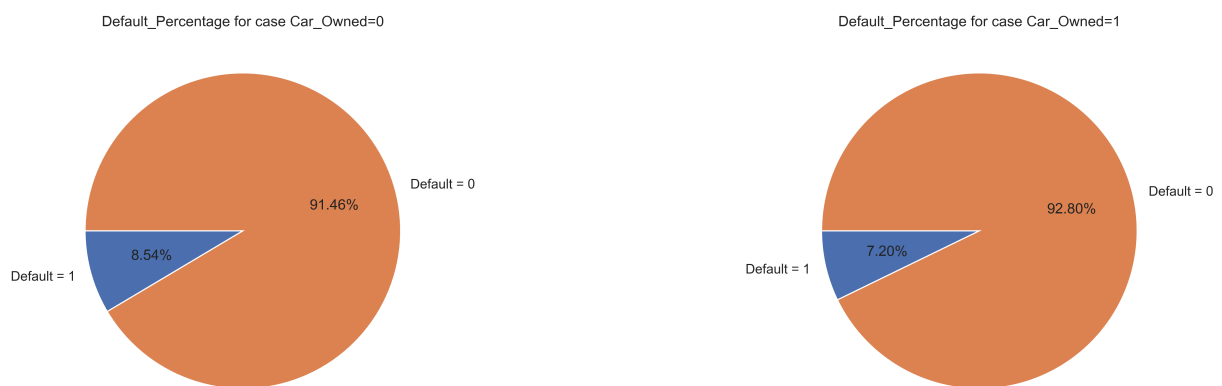 Default_Percentage for case Car_Owned=0
91.46%
Default = 0
8.54%
Default = 1
Default_Percentage for case Car_Owned=1
92.80%
Default = 0
7.20%
Default = 1